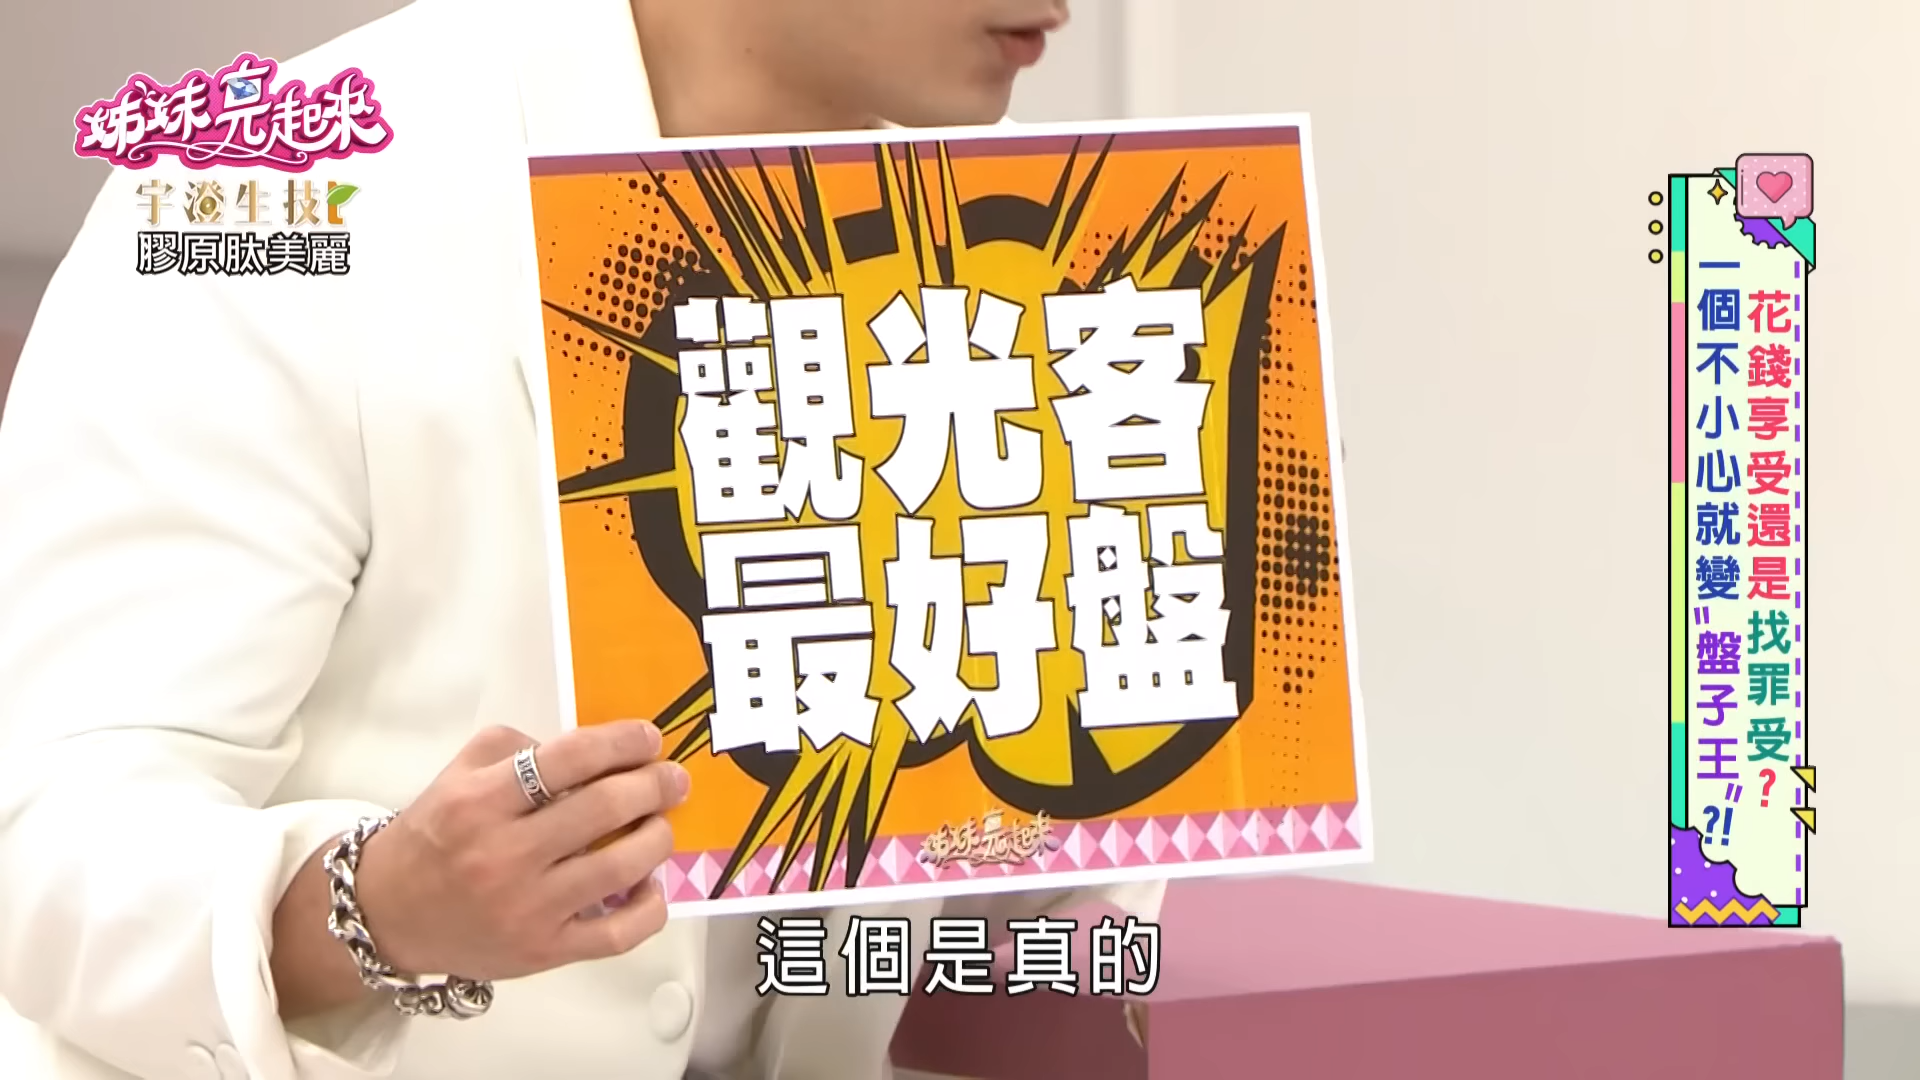 姊妹亮起來
宇澄生技
膠原肽美麗
觀光客
最好盤
姊妹亮起來
花錢享受還是找罪受?
一個不小心就變"盤子王"?!
這個是真的